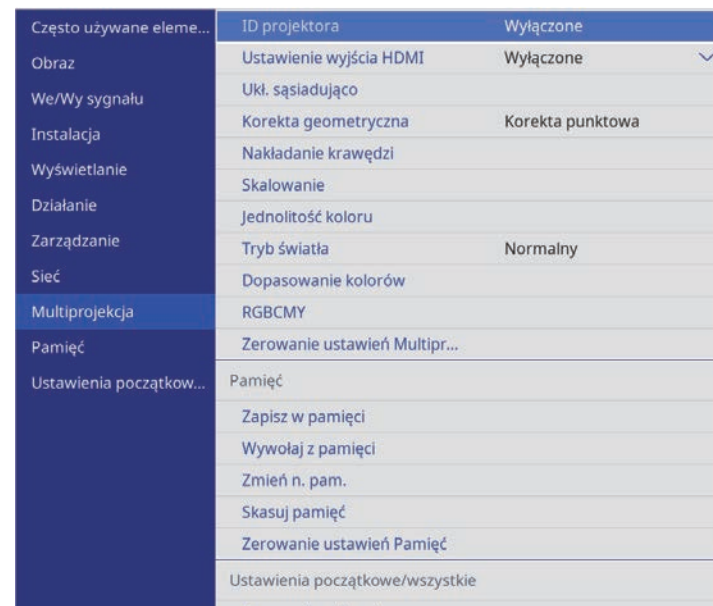 Często używane eleme...
Obraz
We/Wy sygnału
Instalacja
Wyświetlanie
Działanie
Zarządzanie
Sieć
Multiprojekcja
Pamięć
Ustawienia początkow...
ID projektora Wyłączone
Ustawienie wyjścia HDMI Wyłączone
Ukł. sąsiadująco
Korekta geometryczna Korekta punktowa
Nakładanie krawędzi
Skalowanie
Jednolitość koloru
Tryb światła Normalny
Dopasowanie kolorów
RGBCMY
Zerowanie ustawień Multipr...
Pamięć
Zapisz w pamięci
Wywołaj z pamięci
Zmień n. pam.
Skasuj pamięć
Zerowanie ustawień Pamięć
Ustawienia początkowe/wszystkie